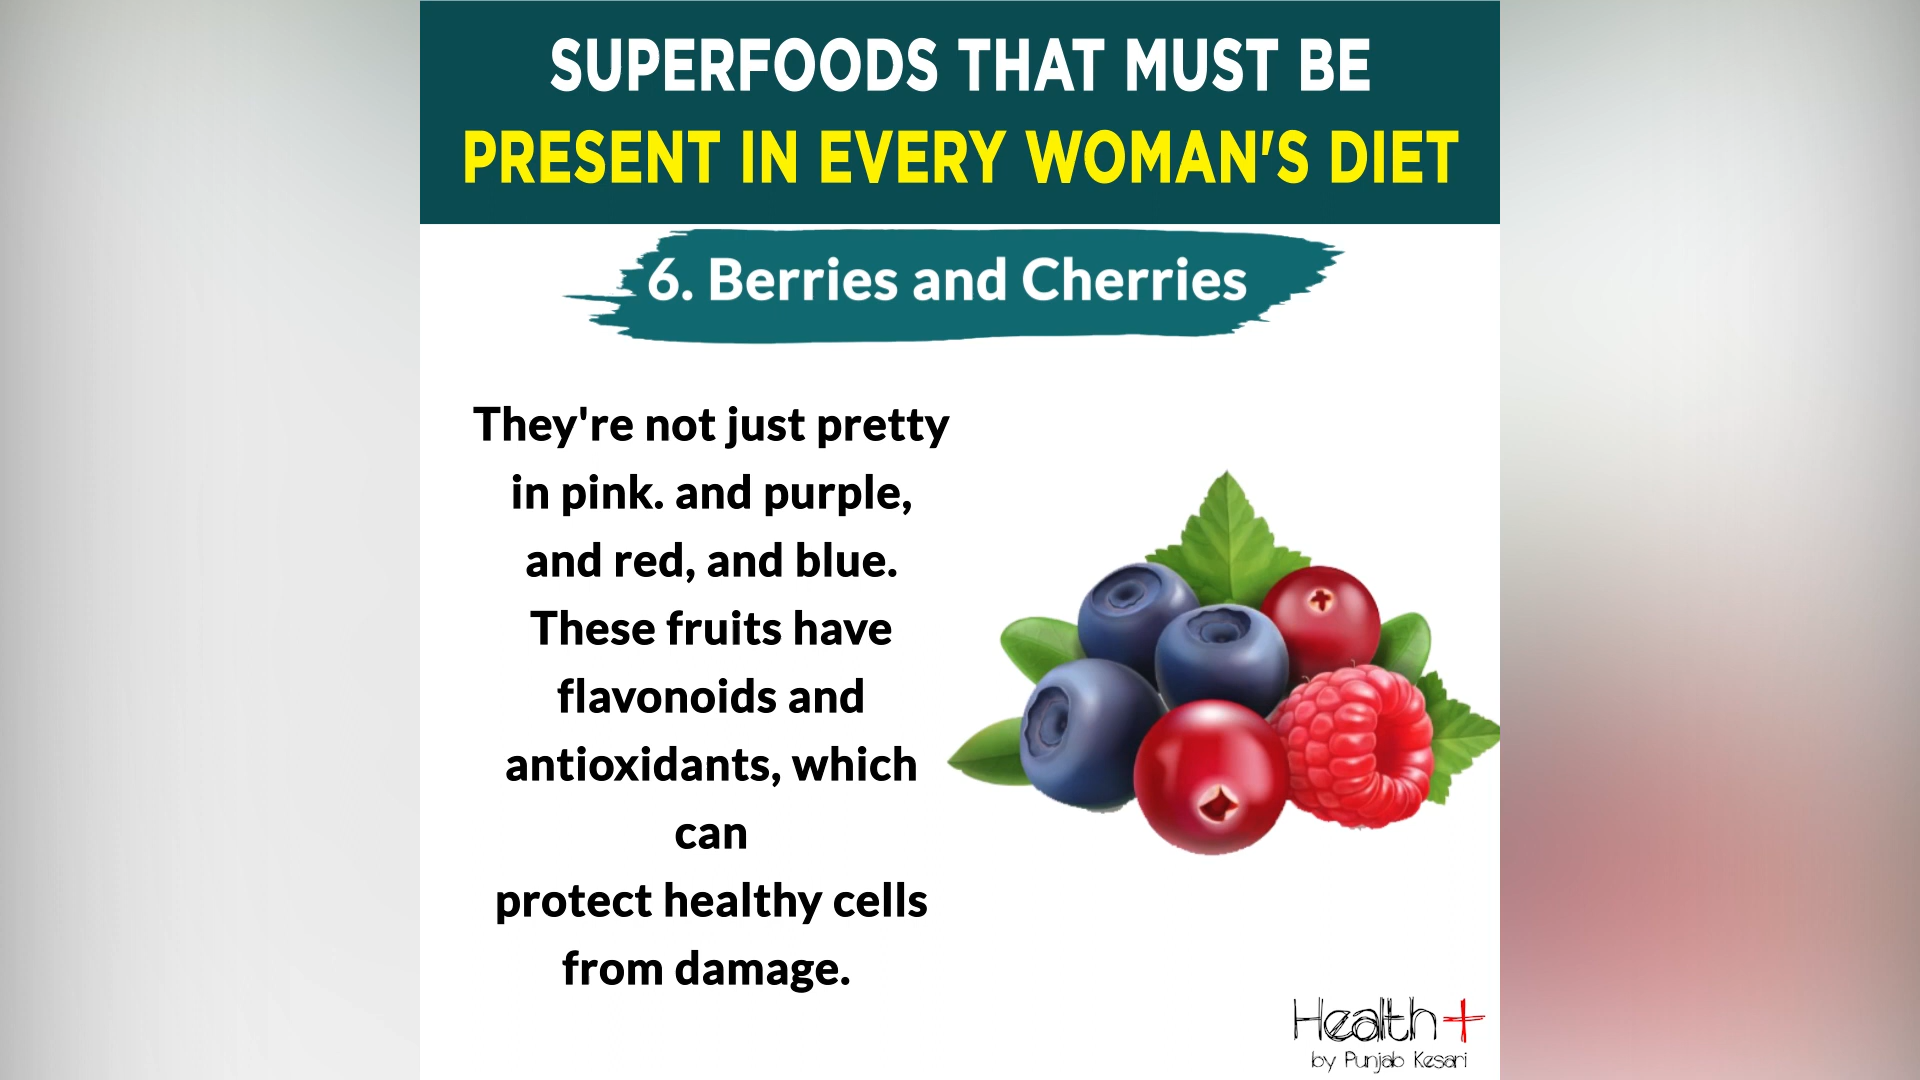 SUPERFOODS THAT MUST BE
PRESENT IN EVERY WOMAN'S DIET
6. Berries and Cherries
They're not just pretty
in pink. and purple,
and red, and blue.
These fruits have
flavonoids and
antioxidants, which
can
protect healthy cells
from damage.
Health+
by Punjab Kesari